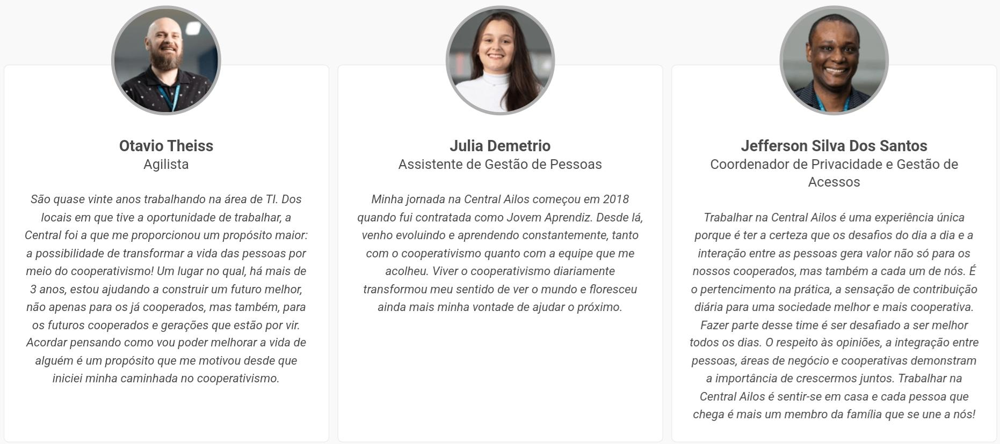 Otavio Theiss
Agilista
São quase vinte anos trabalhando na área de TI. Dos
locais em que tive a oportunidade de trabalhar, a
Central foi a que me proporcionou um propósito maior:
a possibilidade de transformar a vida das pessoas por
meio do cooperativismo! Um lugar no qual, há mais de
3 anos, estou ajudando a construir um futuro melhor,
não apenas para os já cooperados, mas também, para
os futuros cooperados e gerações que estão por vir.
Acordar pensando como vou poder melhorar a vida de
alguém é um propósito que me motivou desde que
iniciei minha caminhada no cooperativismo.
Julia Demetrio
Assistente de Gestão de Pessoas
Minha jornada na Central Ailos começou em 2018
quando fui contratada como Jovem Aprendiz. Desde lá,
venho evoluindo e aprendendo constantemente, tanto
com o cooperativismo quanto com a equipe que me
acolheu. Viver o cooperativismo diariamente
transformou meu sentido de ver o mundo e floresceu
ainda mais minha vontade de ajudar o próximo.
Jefferson Silva Dos Santos
Coordenador de Privacidade e Gestão de
Acessos
Trabalhar na Central Ailos é uma experiência única
porque é ter a certeza que os desafios do dia a dia e a
interação entre as pessoas gera valor não só para os
nossos cooperados, mas também a cada um de nós. É
o pertencimento na prática, a sensação de contribuição
diária para uma sociedade melhor e mais cooperativa.
Fazer parte desse time é ser desafiado a ser melhor
todos os dias. O respeito às opiniões, a integração entre
pessoas, áreas de negócio e cooperativas demonstram
a importância de crescermos juntos. Trabalhar na
Central Ailos é sentir-se em casa e cada pessoa que
chega é mais um membro da família que se une a nós!